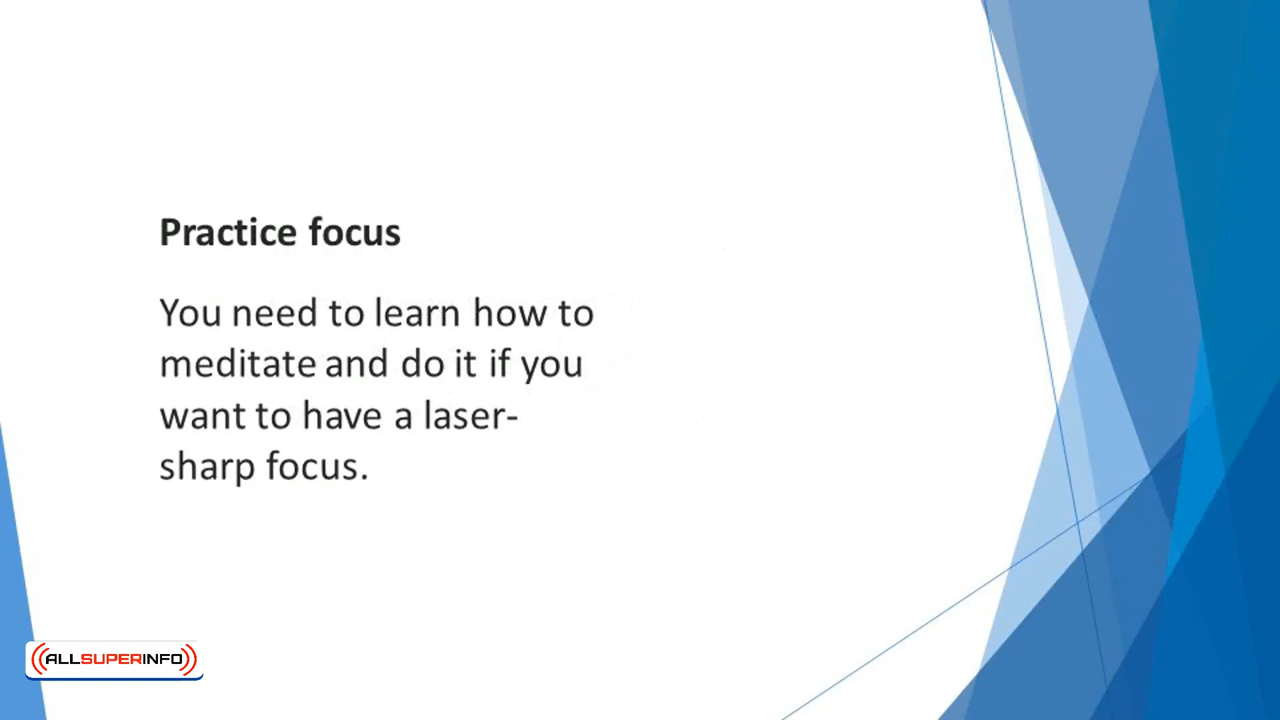 Practice focus
You need to learn how to
meditate and do it if you
want to have a laser-
sharp focus.
ALLSUPERINFO